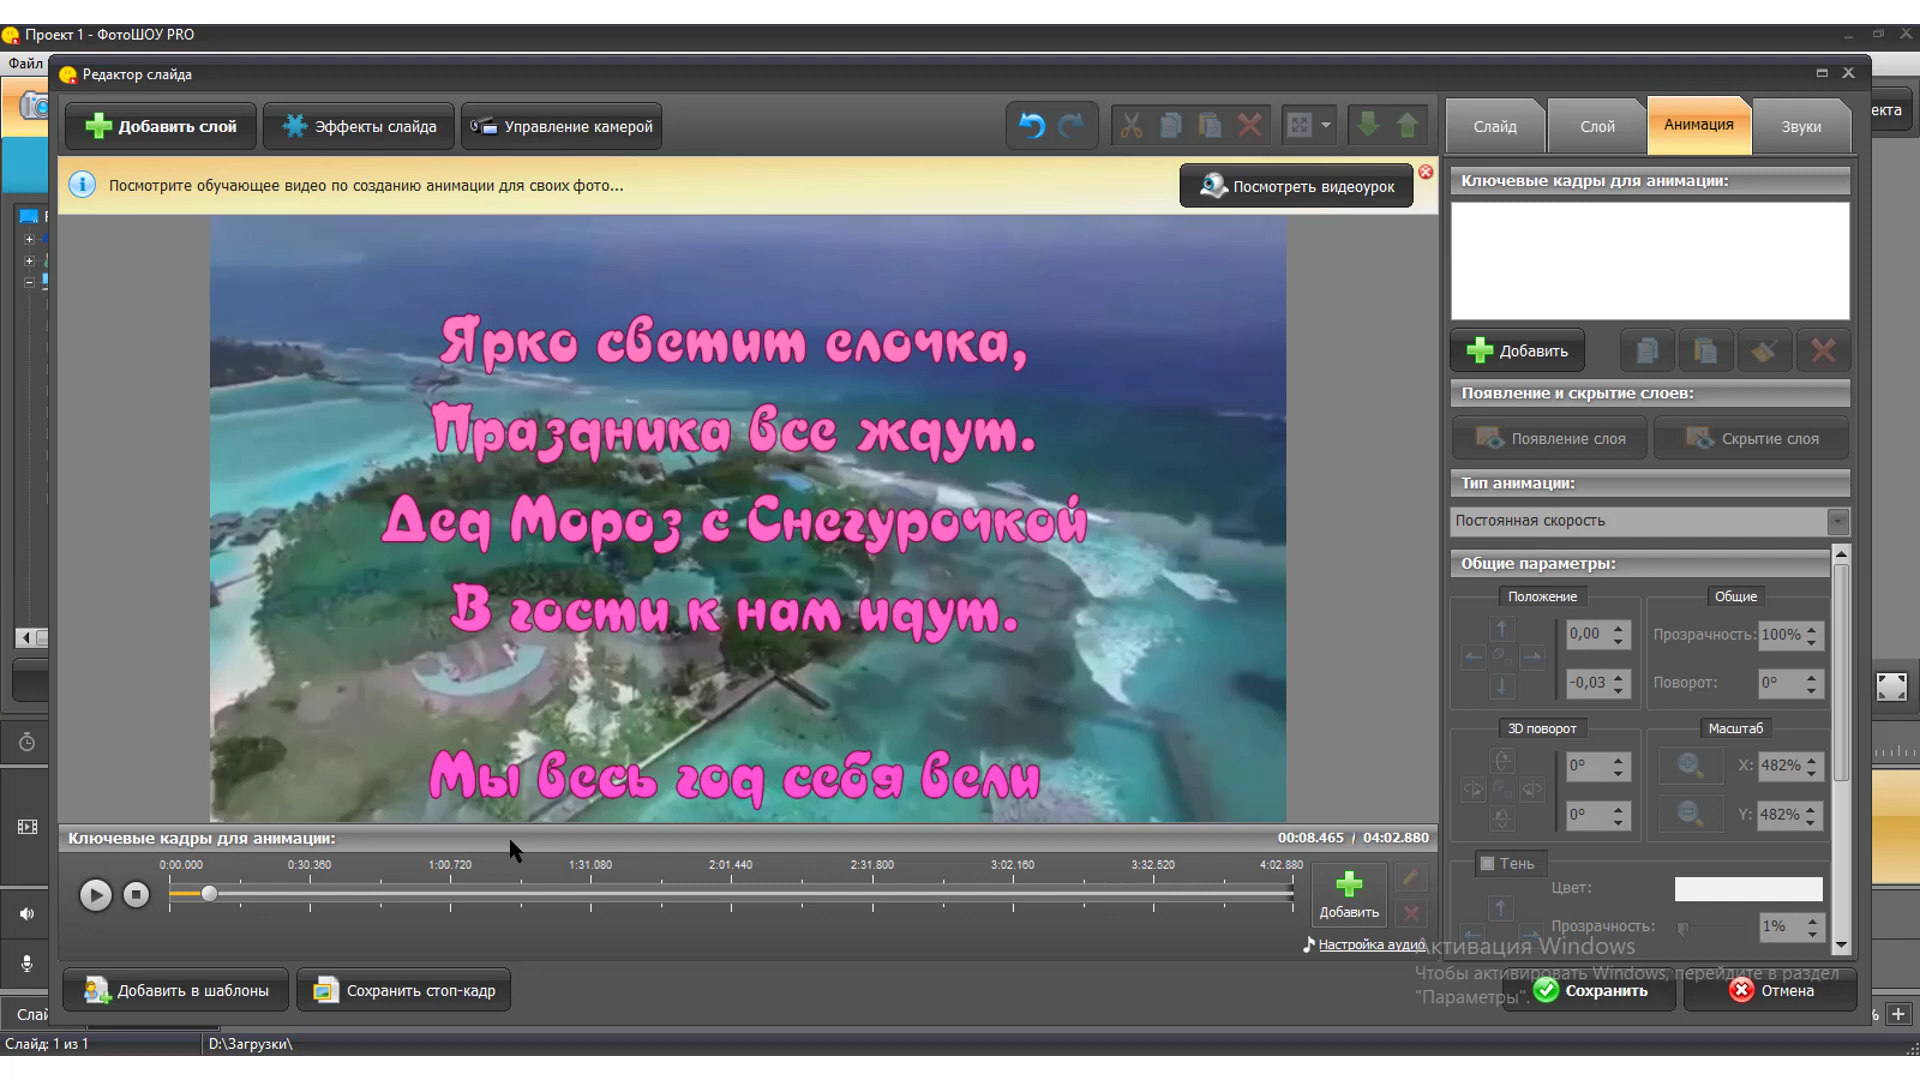 Проект 1 - ФотоШОУ PRO
Файл
Редактор слайда
Добавить слой
Эффекты слайда
Управление камерой
Слайд
Слой
Анимация
Звуки
екта
Посмотрите обучающее видео по созданию анимации для своих фото...
Посмотреть видеоурок
Ключевые кадры для анимации:
Добавить
Появление и скрытие слоев:
Появление слоя
Скрытие слоя
Тип анимации:
Постоянная скорость
Общие параметры:
Положение
Общие
0,00
Прозрачность: 100%
-0,03
Поворот: 0°
3D поворот
Масштаб
0°
X: 482%
0°
Y: 482%
Тень
Цвет:
Прозрачность: 1%
Ярко светит елочка,
Праздника все ждут.
Дед Мороз с Снегурочкой
В гости к нам идут.
Мы весь год себя вели
Ключевые кадры для анимации:
00:08.465 / 04:02.880
0:00.000 0:30.360 1:00.720 1:31.080 2:01.440 2:31.800 3:02.160 3:32.520 4:02.880
Добавить
Настройка аудио
Активация Windows
Чтобы активировать Windows, перейдите в раздел
"Параметры".
Добавить в шаблоны
Сохранить стоп-кадр
Сохранить
Отмена
Слай
%
Слайд: 1 из 1
D:\Загрузки\